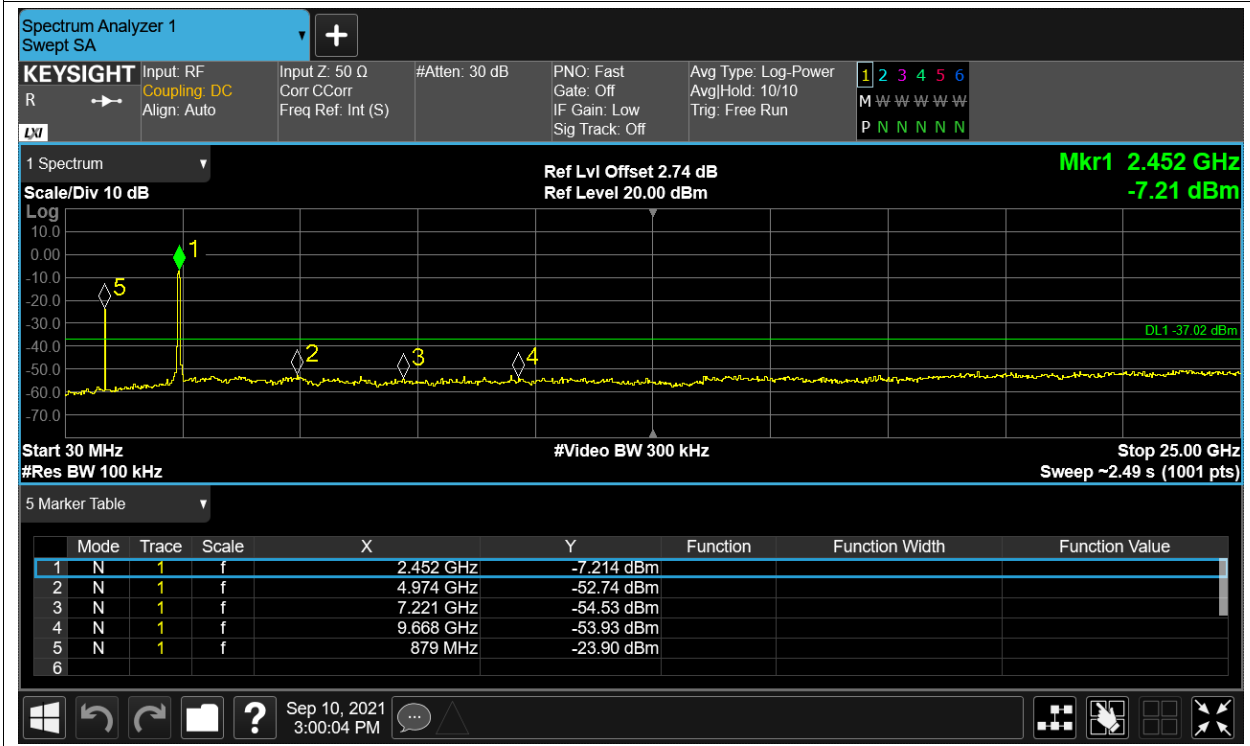 Spectrum Analyzer 1
Swept SA
+
KEYSIGHT Input: RF Input Z: 50 Ω #Atten: 30 dB PNO: Fast Avg Type: Log-Power 1 2 3 4 5 6
R Coupling: DC Corr CCorr Gate: Off Avg|Hold: 10/10 M W W W W W
Align: Auto Freq Ref: Int (S) IF Gain: Low Trig: Free Run
LXI Sig Track: Off P N N N N N
1 Spectrum Ref Lvl Offset 2.74 dB Mkr1 2.452 GHz
Scale/Div 10 dB Ref Level 20.00 dBm -7.21 dBm
Log
10.0
0.00 1
-10.0
5
-20.0
-30.0
DL1 -37.02 dBm
-40.0
2 3 4
-50.0
-60.0
-70.0
Start 30 MHz #Video BW 300 kHz Stop 25.00 GHz
#Res BW 100 kHz Sweep ~2.49 s (1001 pts)
5 Marker Table
Mode Trace Scale X Y Function Function Width Function Value
1 N 1 f 2.452 GHz -7.214 dBm
2 N 1 f 4.974 GHz -52.74 dBm
3 N 1 f 7.221 GHz -54.53 dBm
4 N 1 f 9.668 GHz -53.93 dBm
5 N 1 f 879 MHz -23.90 dBm
6
? Sep 10, 2021
3:00:04 PM